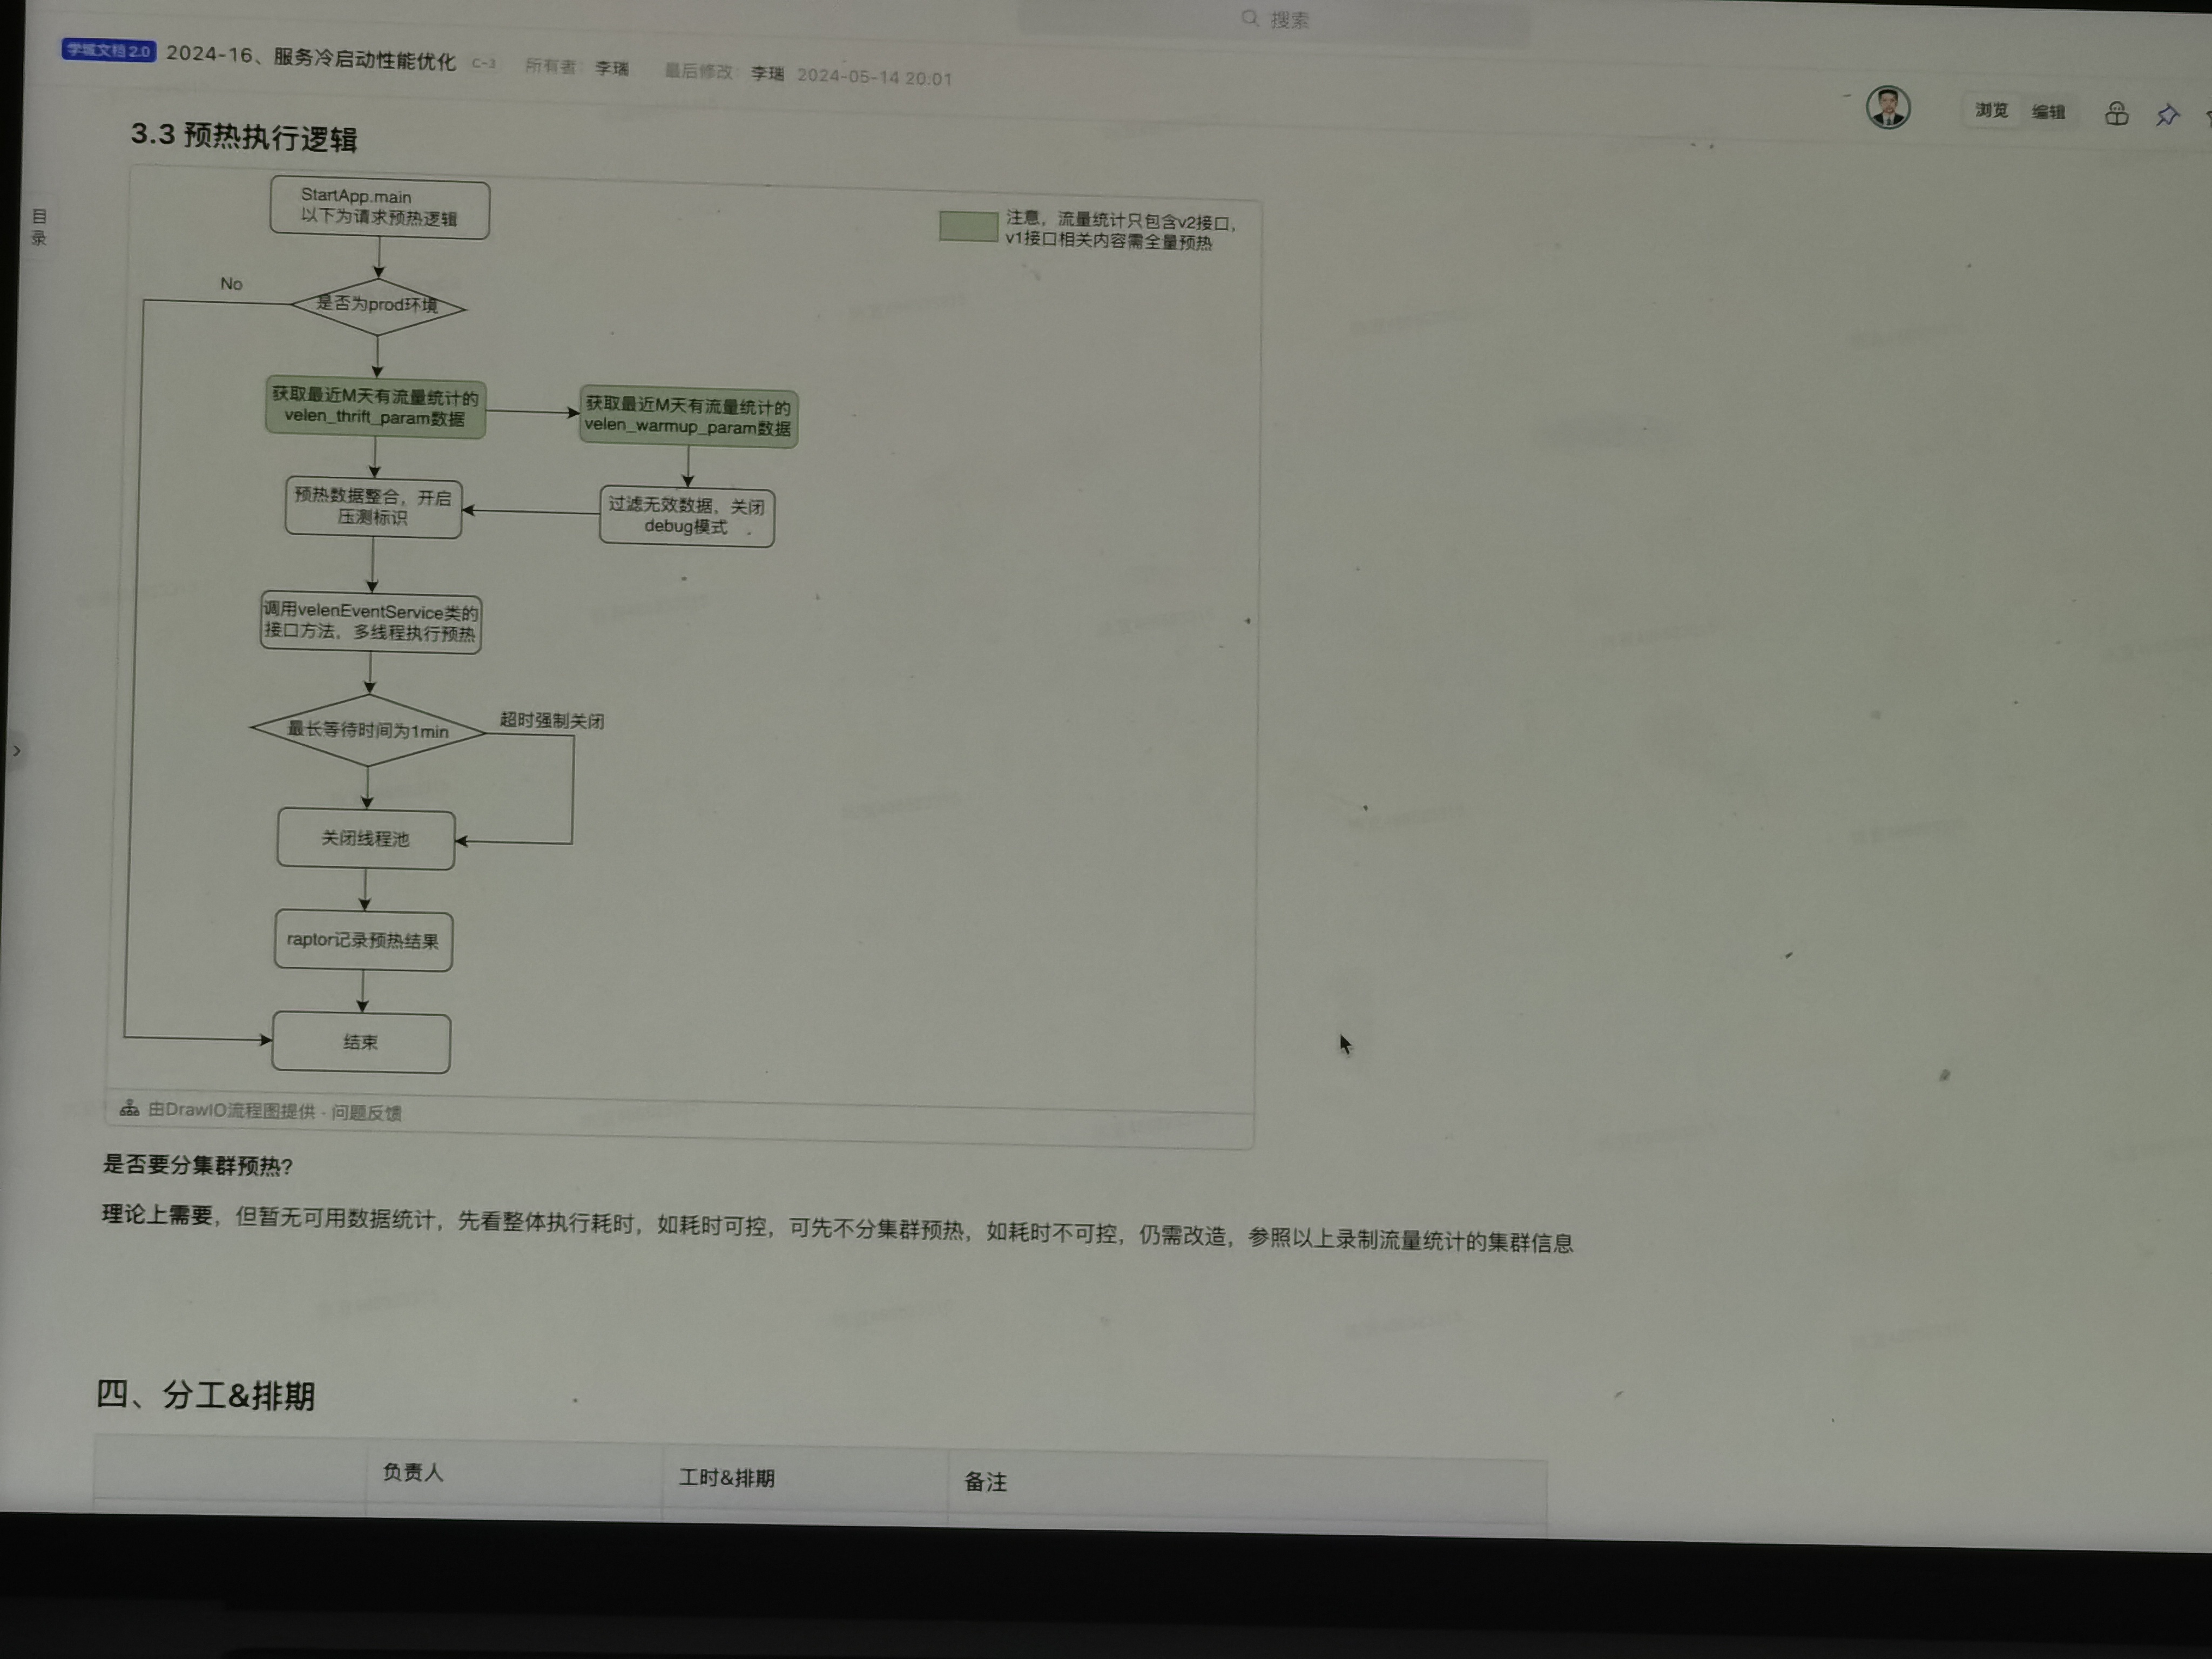 搜索
学城文档 2.0 2024-16、服务冷启动性能优化 C-3 所有者: 李瑞 最后修改: 李瑞 2024-05-14 20:01
浏览 编辑
目录
3.3 预热执行逻辑
StartApp.main
以下为请求预热逻辑
注意，流量统计只包含v2接口，
v1接口相关内容需全量预热
No
是否为prod环境
获取最近M天有流量统计的
velen_thrift_param数据
获取最近M天有流量统计的
velen_warmup_param数据
预热数据整合，开启
压测标识
过滤无效数据，关闭
debug模式
调用velenEventService类的
接口方法，多线程执行预热
最长等待时间为1min
超时强制关闭
关闭线程池
raptor记录预热结果
结束
由DrawIO流程图提供 · 问题反馈
是否要分集群预热?
理论上需要，但暂无可用数据统计，先看整体执行耗时，如耗时可控，可先不分集群预热，如耗时不可控，仍需改造，参照以上录制流量统计的集群信息
四、分工&排期
负责人 工时&排期 备注